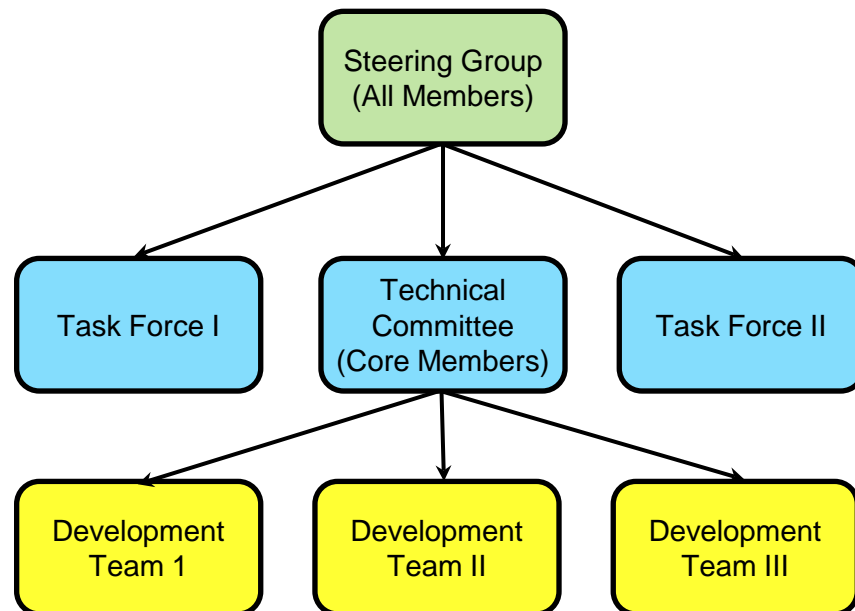 Steering Group
(All Members)
Task Force I
Technical
Committee
(Core Members)
Task Force II
Development
Team 1
Development
Team II
Development
Team III